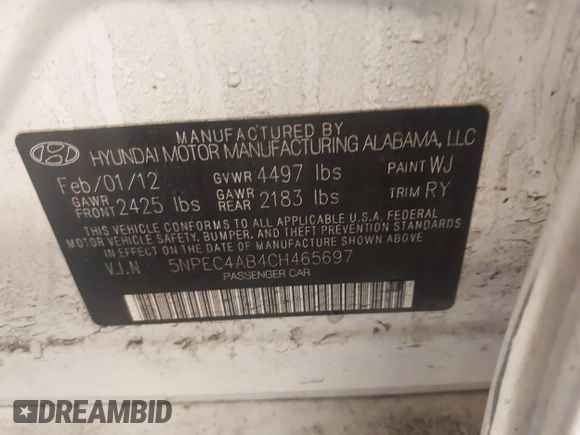 MANUFACTURED BY
HYUNDAI MOTOR MANUFACTURING ALABAMA, LLC
Feb/01/12 GVWR 4497 lbs PAINT WJ
GAWR FRONT 2425 lbs GAWR REAR 2183 lbs TRIM RY
THIS VEHICLE CONFORMS TO ALL APPLICABLE U.S.A. FEDERAL
MOTOR VEHICLE SAFETY, BUMPER, AND THEFT PREVENTION STANDARDS
IN EFFECT ON THE DATE OF MANUFACTURE SHOWN ABOVE.
V.I.N 5NPEC4AB4CH465697
PASSENGER CAR
DREAMBID